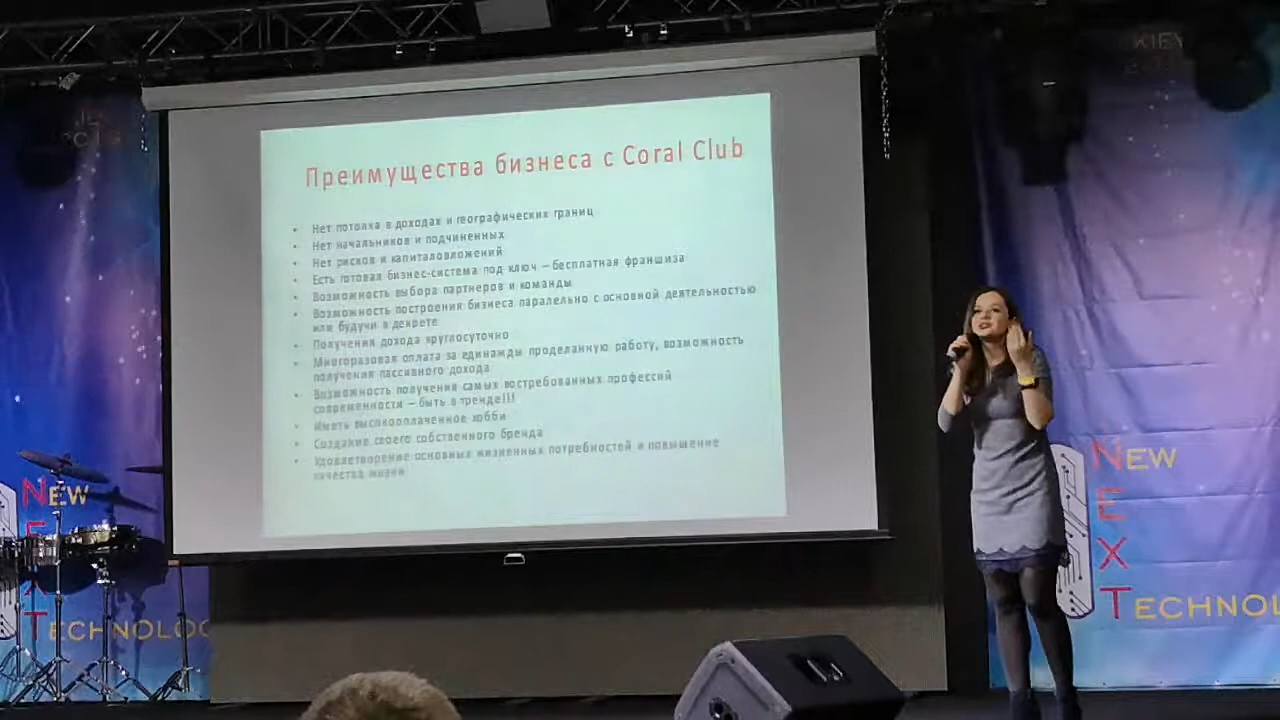 KIEV
Преимущества бизнеса с Coral Club
• Нет потолка в доходах и географических границ
• Нет начальников и подчиненных
• Нет рисков и капиталовложений
• Есть готовая бизнес-система под ключ – бесплатная франшиза
• Возможность выбора партнеров и команды
• Возможность построения бизнеса паралельно с основной деятельностью
или будучи в декрете
• Получения дохода круглосуточно
• Многоразовая оплата за единажды проделанную работу, возможность
получения пассивного дохода
• Возможность получения самых востребованных профессий
современности – быть в тренде!!!
• Иметь высокооплаченное хобби
• Создание своего собственного бренда
• Удовлетворение основных жизненных потребностей и повышение
качества жизни
NEW
E
X
TECHNOLOG
NEW
E
X
TECHNOLO